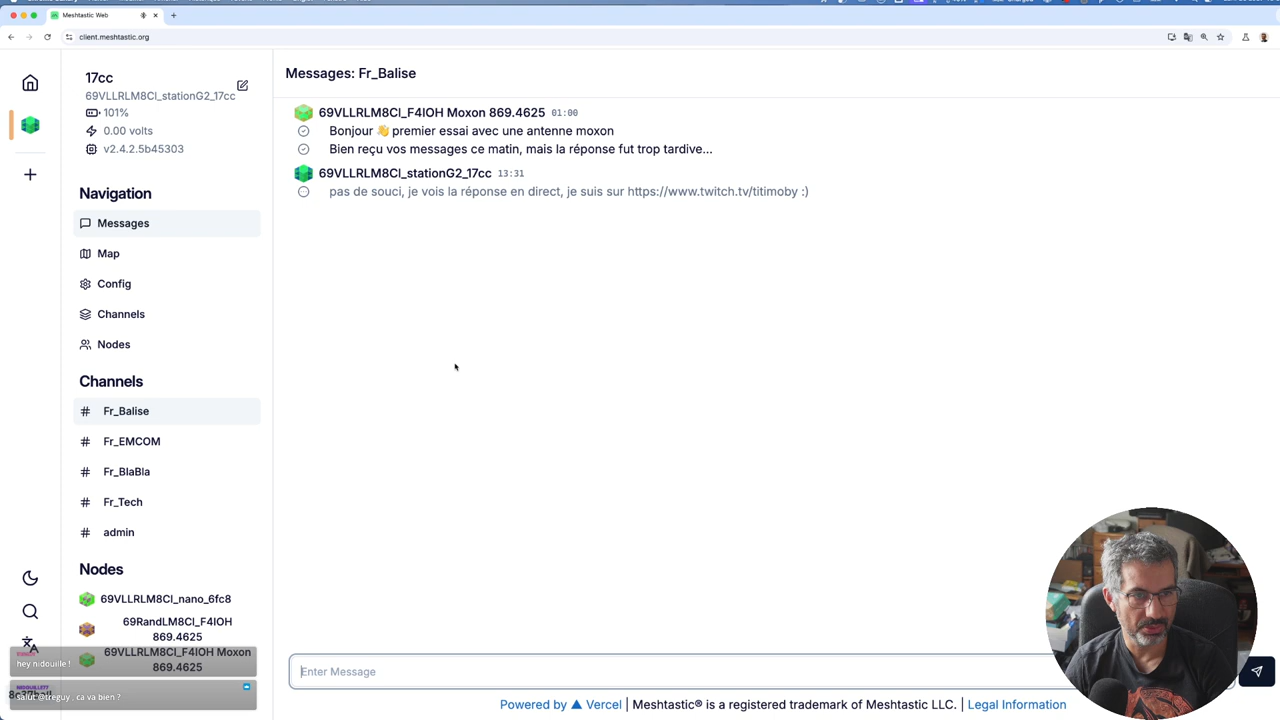 Meshtastic Web
client.meshtastic.org
17cc
69VLLRLM8Cl_stationG2_17cc
101%
0.00 volts
v2.4.2.5b45303
Navigation
Messages
Map
Config
Channels
Nodes
Channels
# Fr_Balise
# Fr_EMCOM
# Fr_BlaBla
# Fr_Tech
# admin
Nodes
69VLLRLM8Cl_nano_6fc8
69RandLM8Cl_F4IOH
869.4625
69VLLRLM8Cl_F4IOH Moxon
869.4625
hey nidouille !
salut @treguy , ca va bien ?
Messages: Fr_Balise
69VLLRLM8Cl_F4IOH Moxon 869.4625 01:00
Bonjour 👋 premier essai avec une antenne moxon
Bien reçu vos messages ce matin, mais la réponse fut trop tardive...
69VLLRLM8Cl_stationG2_17cc 13:31
pas de souci, je vois la réponse en direct, je suis sur https://www.twitch.tv/titimoby :)
Enter Message
Powered by ▲ Vercel | Meshtastic® is a registered trademark of Meshtastic LLC. | Legal Information